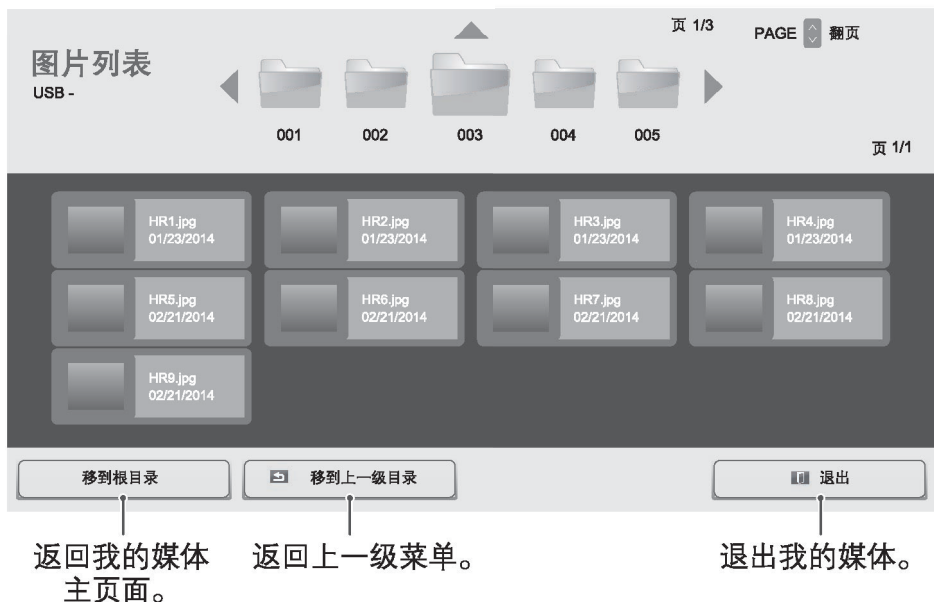 页 1/3
PAGE 翻页
图片列表
USB -
001 002 003 004 005
页 1/1
HR1.jpg
01/23/2014
HR2.jpg
01/23/2014
HR3.jpg
01/23/2014
HR4.jpg
01/23/2014
HR5.jpg
02/21/2014
HR6.jpg
02/21/2014
HR7.jpg
02/21/2014
HR8.jpg
02/21/2014
HR9.jpg
02/21/2014
移到根目录
移到上一级目录
退出
返回我的媒体
主页面。
返回上一级菜单。
退出我的媒体。